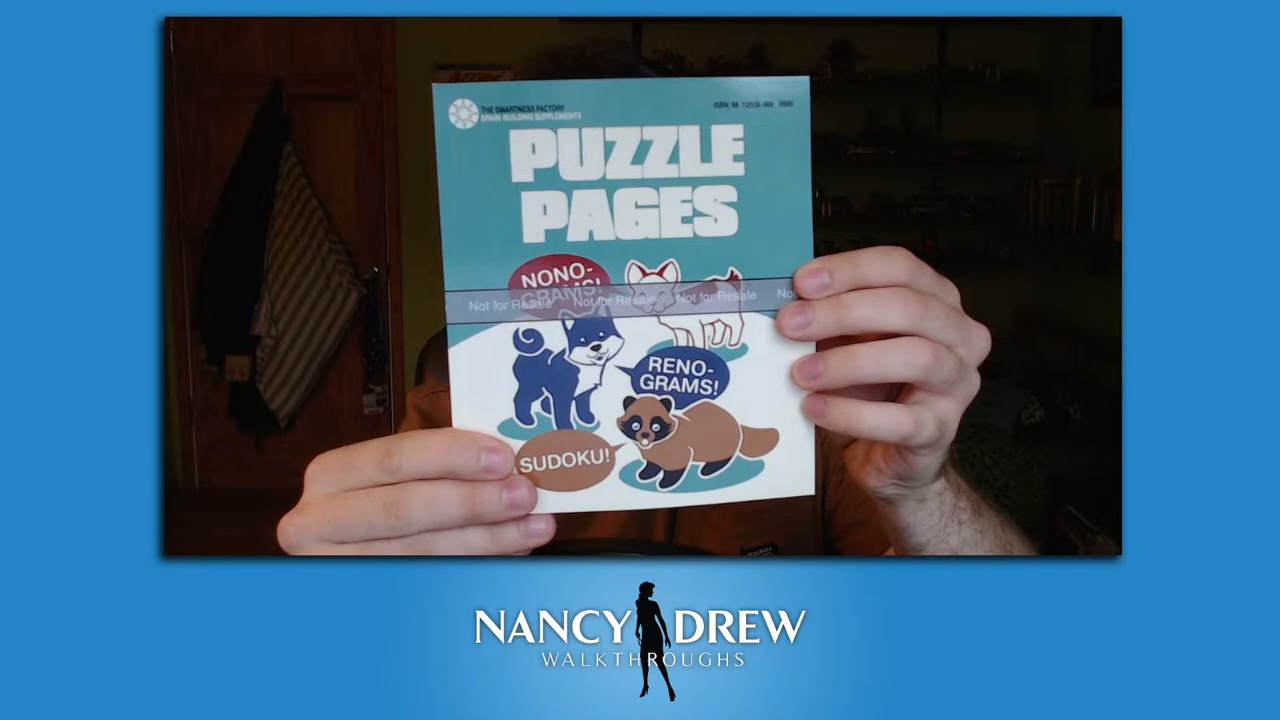 THE SMARTNESS FACTORY
BRAIN-BUILDING SUPPLEMENTS
PUZZLE
PAGES
NONO-
GRAMS!
Not for Resale Not for Resale Not for Resale No
RENO-
GRAMS!
SUDOKU!
NANCY DREW
WALKTHROUGHS